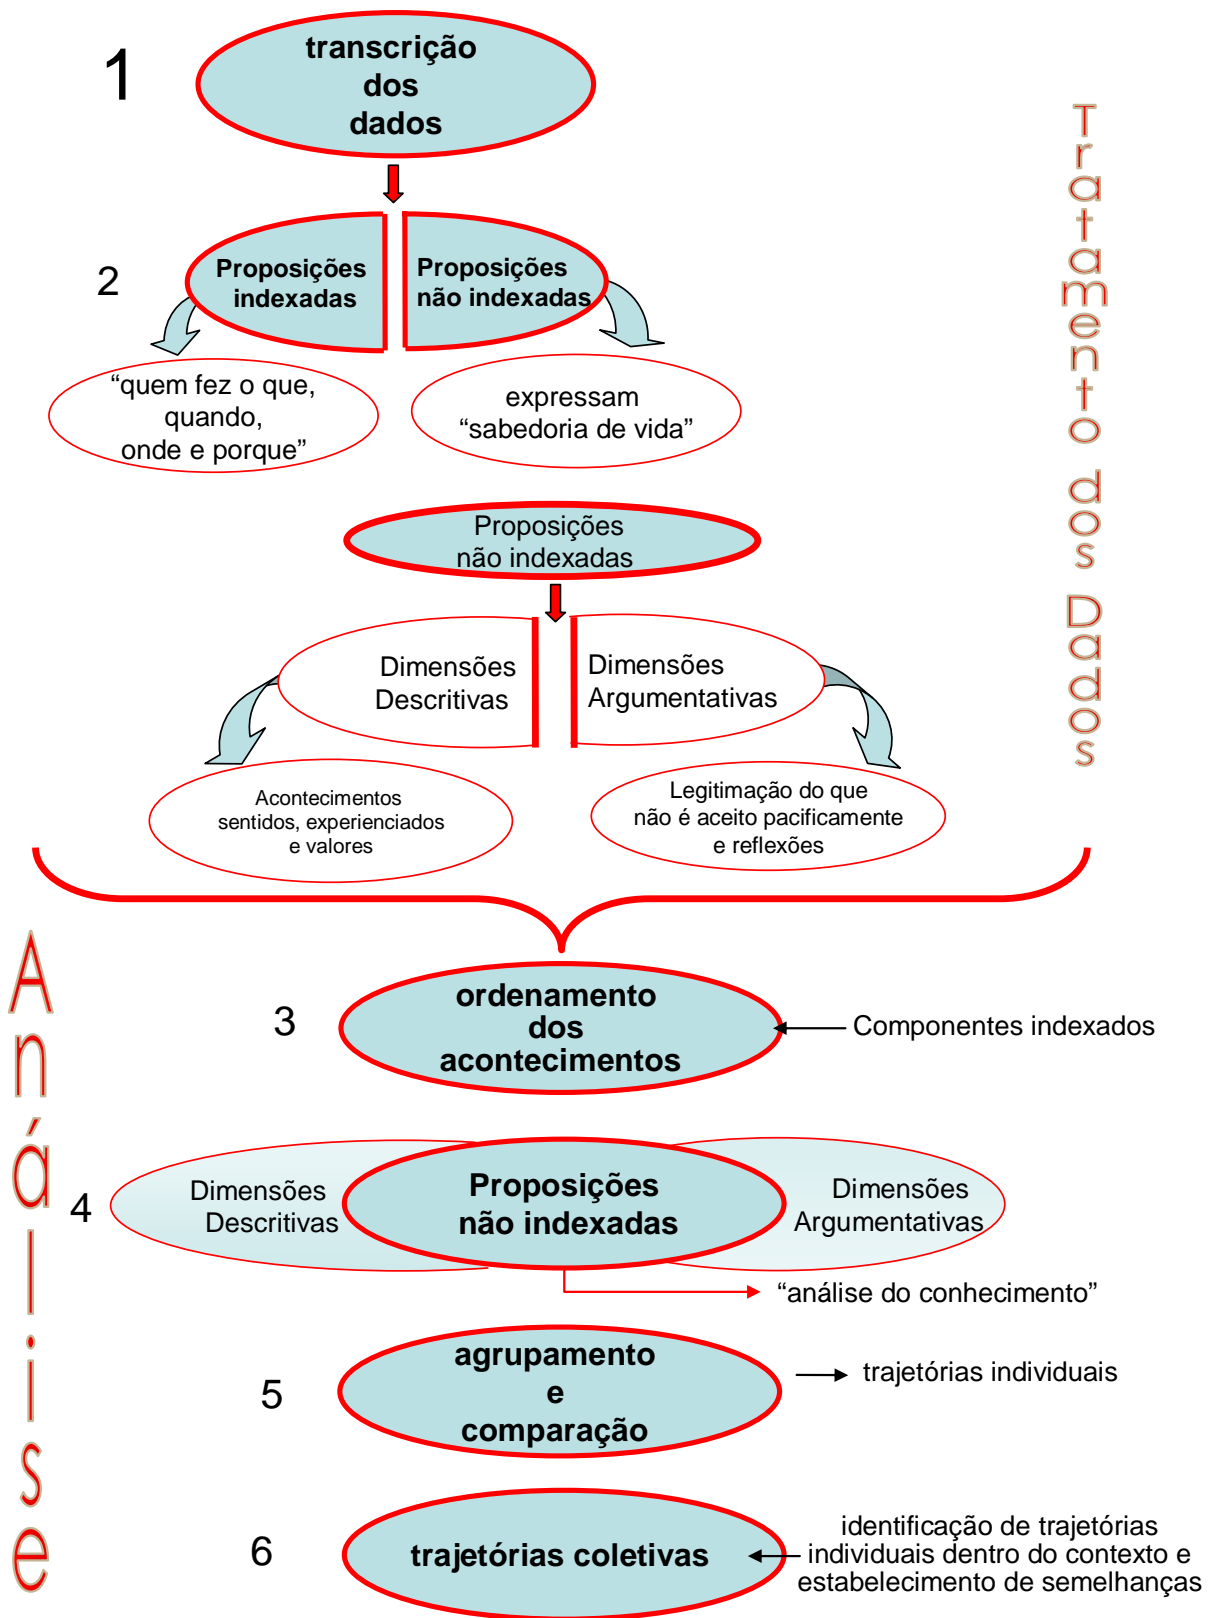 1
transcrição
dos
dados
Tratamento dos Dados
2
Proposições
indexadas
Proposições
não indexadas
“quem fez o que,
quando,
onde e porque”
expressam
“sabedoria de vida”
Proposições
não indexadas
Dimensões
Descritivas
Dimensões
Argumentativas
Acontecimentos
sentidos, experienciados
e valores
Legitimação do que
não é aceito pacificamente
e reflexões
Análise
3
ordenamento
dos
acontecimentos
Componentes indexados
4
Dimensões
Descritivas
Proposições
não indexadas
Dimensões
Argumentativas
“análise do conhecimento”
5
agrupamento
e
comparação
trajetórias individuais
6
trajetórias coletivas
identificação de trajetórias
individuais dentro do contexto e
estabelecimento de semelhanças